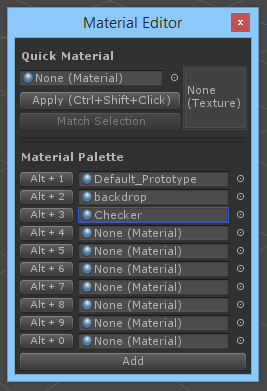 Material Editor
x
Quick Material
None (Material)
None
(Texture)
Apply (Ctrl+Shift+Click)
Match Selection
Material Palette
Alt + 1 Default_Prototype
Alt + 2 backdrop
Alt + 3 Checker
Alt + 4 None (Material)
Alt + 5 None (Material)
Alt + 6 None (Material)
Alt + 7 None (Material)
Alt + 8 None (Material)
Alt + 9 None (Material)
Alt + 0 None (Material)
Add